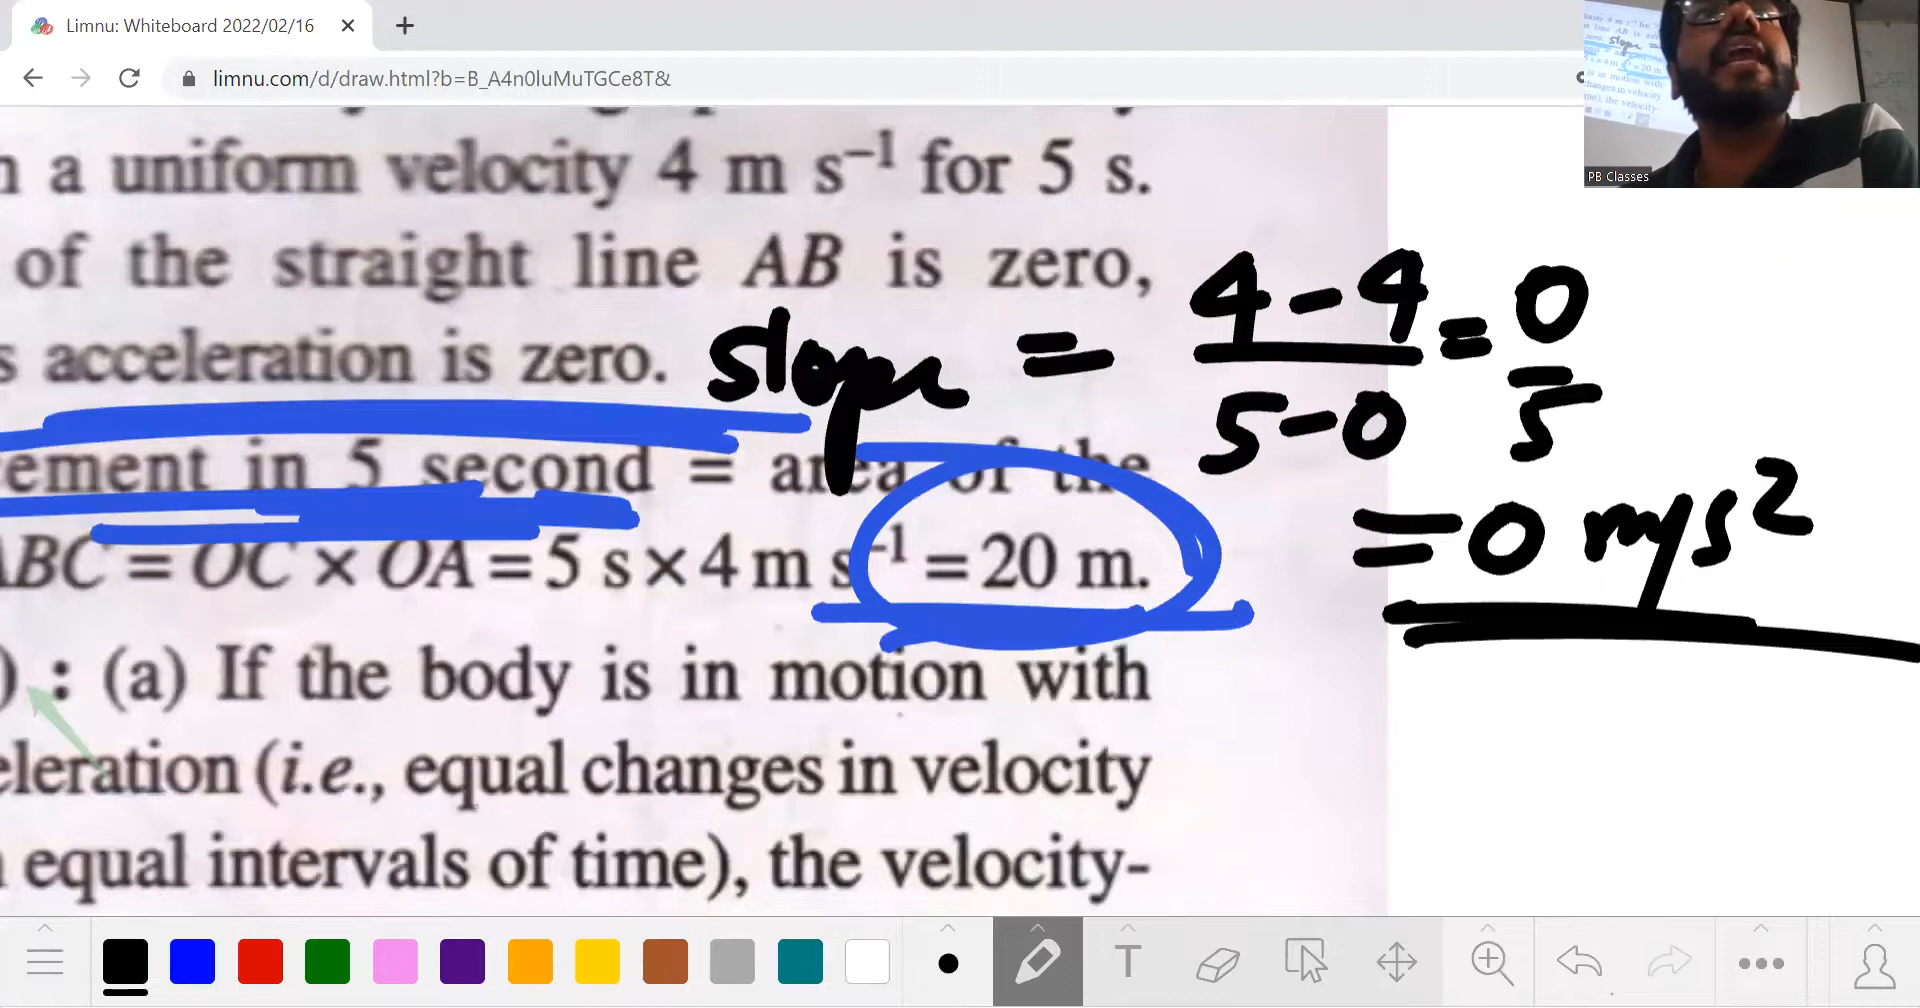 Limnu: Whiteboard 2022/02/16
limnu.com/d/draw.html?b=B_A4n0luMuTGCe8T&
PB Classes
a uniform velocity 4 m s⁻¹ for 5 s.
of the straight line AB is zero,
s acceleration is zero.
slope = 4-4/5-0 = 0/5
= 0 m/s²
ement in 5 second = area of the
ABC = OC × OA = 5 s × 4 m s⁻¹ = 20 m.
) : (a) If the body is in motion with
eleration (i.e., equal changes in velocity
equal intervals of time), the velocity-
T